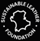 SUSTAINABLE LEATHER
FOUNDATION